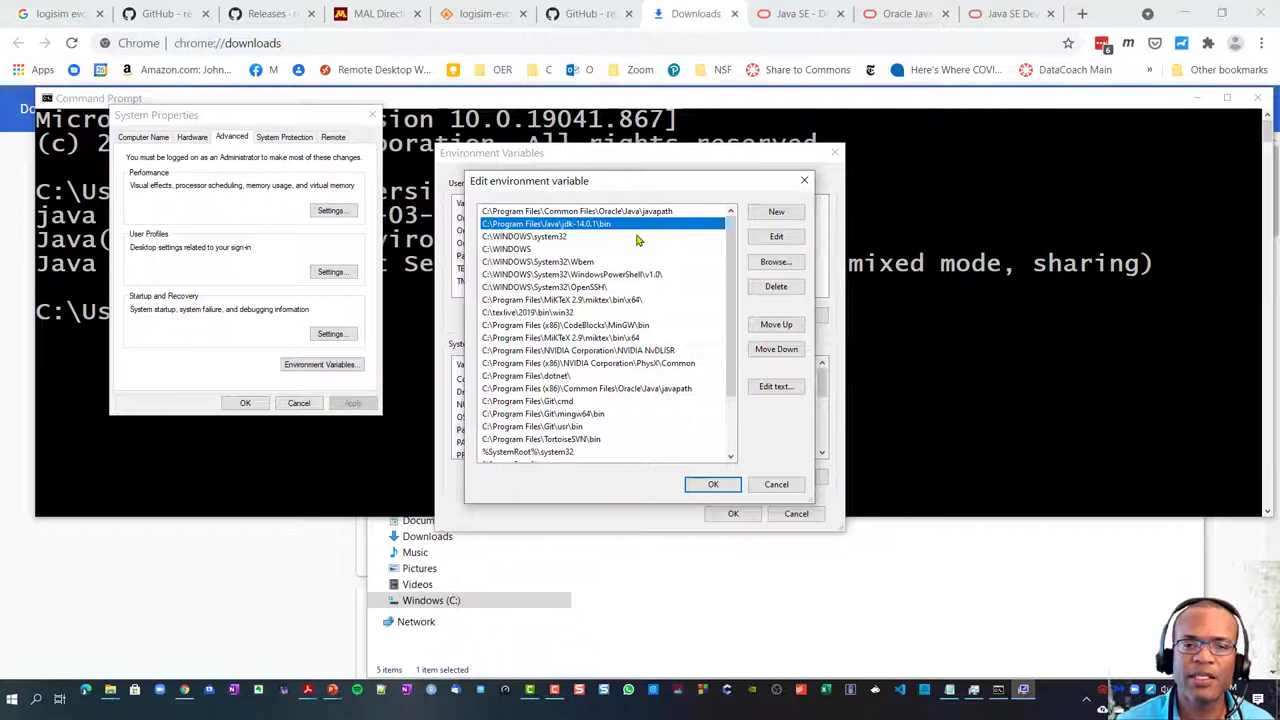 logisim ev
GitHub - re
Releases - r
MAL Direct
logisim-evo
GitHub - re
Downloads
Java SE - D
Oracle Java
Java SE De
Chrome | chrome://downloads
6
Apps
Amazon.com: John...
M
Remote Desktop W...
OER
C
O
Zoom
NSF
Share to Commons
Here's Where COVI...
DataCoach Main
Other bookmarks
Do
Command Prompt
Micro
sion 10.0.19041.867]
(c) 2
orporation. All rights reserved.
C:\Us
ersi
java
-03-
Java(
nviro
Java
t Se
mixed mode, sharing)
C:\Us
System Properties
Computer Name
Hardware
Advanced
System Protection
Remote
You must be logged on as an Administrator to make most of these changes.
Performance
Visual effects, processor scheduling, memory usage, and virtual memory
Settings...
User Profiles
Desktop settings related to your sign-in
Settings...
Startup and Recovery
System startup, system failure, and debugging information
Settings...
Environment Variables...
OK
Cancel
Apply
Environment Variables
Edit environment variable
C:\Program Files\Common Files\Oracle\Java\javapath
C:\Program Files\Java\jdk-14.0.1\bin
C:\WINDOWS\system32
C:\WINDOWS
C:\WINDOWS\System32\Wbem
C:\WINDOWS\System32\WindowsPowerShell\v1.0\
C:\WINDOWS\System32\OpenSSH\
C:\Program Files\MiKTeX 2.9\miktex\bin\x64\
C:\texlive\2019\bin\win32
C:\Program Files (x86)\CodeBlocks\MinGW\bin
C:\Program Files\MiKTeX 2.9\miktex\bin\x64
C:\Program Files\NVIDIA Corporation\NVIDIA NvDLISR
C:\Program Files (x86)\NVIDIA Corporation\PhysX\Common
C:\Program Files\dotnet\
C:\Program Files (x86)\Common Files\Oracle\Java\javapath
C:\Program Files\Git\cmd
C:\Program Files\Git\mingw64\bin
C:\Program Files\Git\usr\bin
C:\Program Files\TortoiseSVN\bin
%SystemRoot%\system32
New
Edit
Browse...
Delete
Move Up
Move Down
Edit text...
OK
Cancel
OK
Cancel
Docum
Downloads
Music
Pictures
Videos
Windows (C:)
Network
5 items
1 item selected